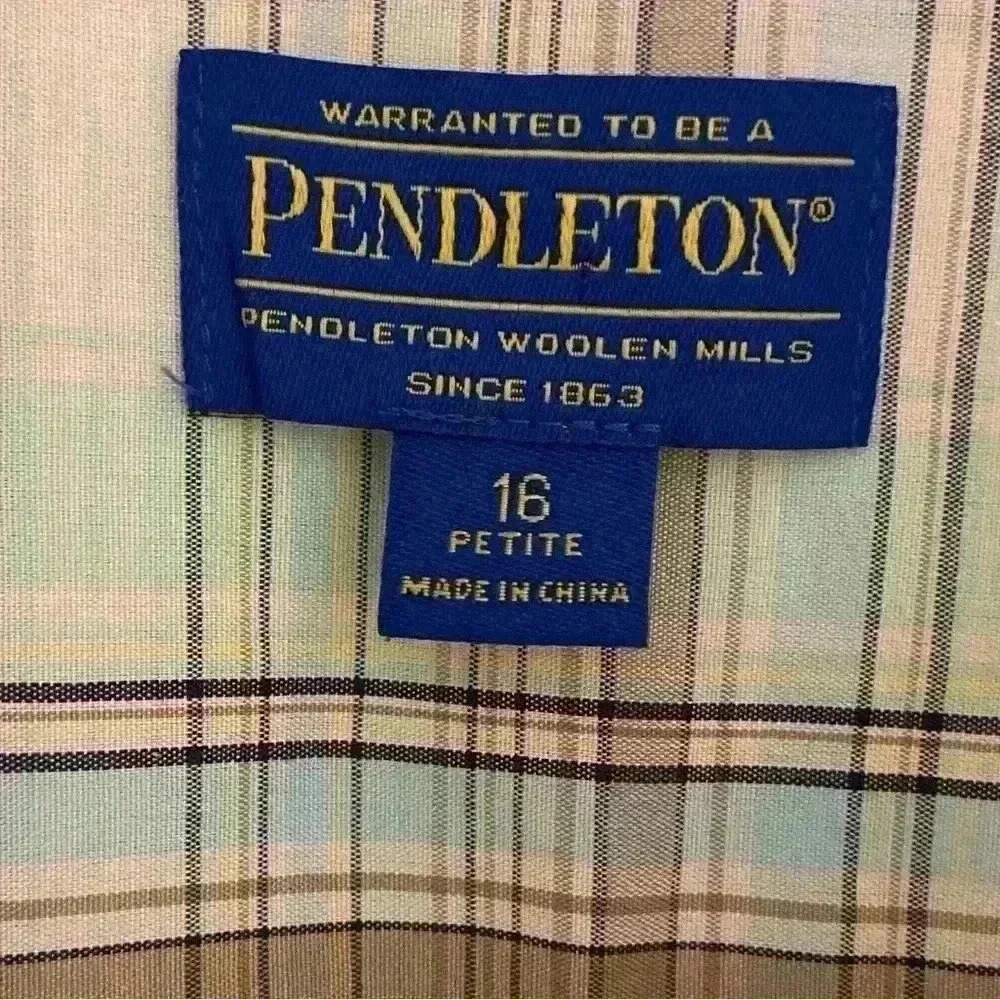 WARRANTED TO BE A
PENDLETON®
PENDLETON WOOLEN MILLS
SINCE 1863
16
PETITE
MADE IN CHINA